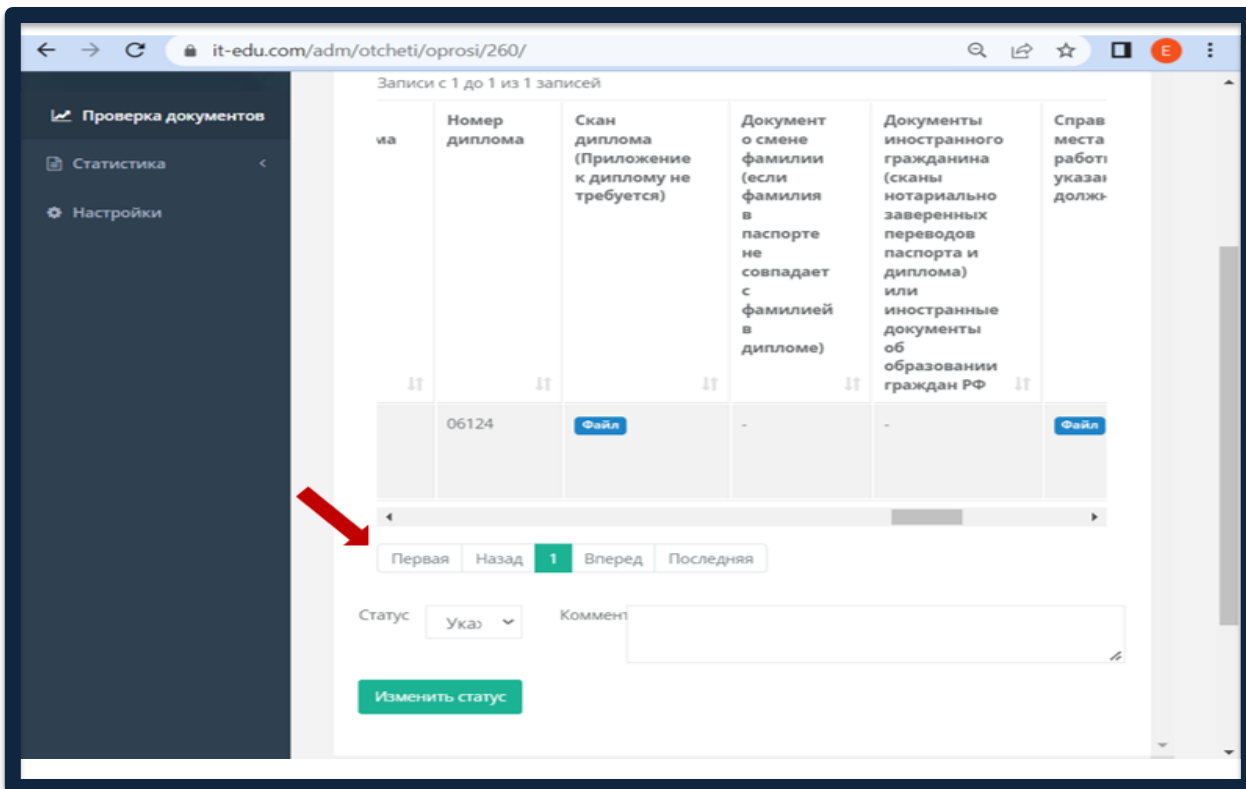 it-edu.com/adm/otcheti/oprosi/260/
E
Проверка документов
Статистика
Настройки
Записи с 1 до 1 из 1 записей
ма
Номер
диплома
Скан
диплома
(Приложение
к диплому не
требуется)
Документ
о смене
фамилии
(если
фамилия
в
паспорте
не
совпадает
с
фамилией
в
дипломе)
Документы
иностранного
гражданина
(сканы
нотариально
заверенных
переводов
паспорта и
диплома)
или
иностранные
документы
об
образовании
граждан РФ
Справ
места
работ
указан
должн
06124
Файл
-
-
Файл
Первая Назад 1 Вперед Последняя
Статус
Ука
Коммент
Изменить статус